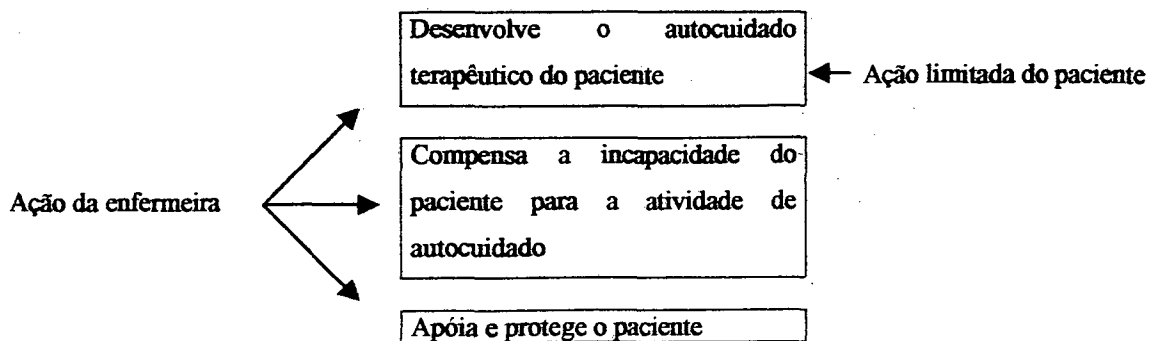 Desenvolve o autocuidado
terapêutico do paciente
Ação limitada do paciente
Compensa a incapacidade do
paciente para a atividade de
autocuidado
Ação da enfermeira
Apóia e protege o paciente